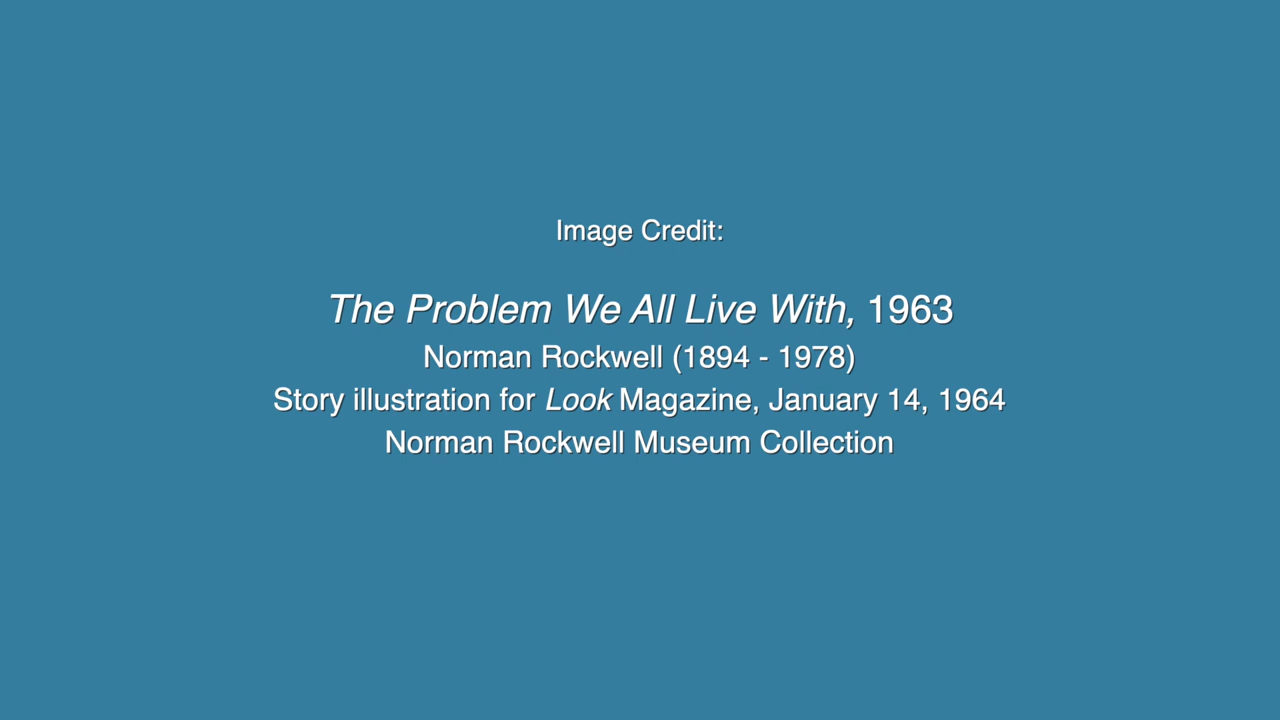 Image Credit:
The Problem We All Live With, 1963
Norman Rockwell (1894 - 1978)
Story illustration for Look Magazine, January 14, 1964
Norman Rockwell Museum Collection